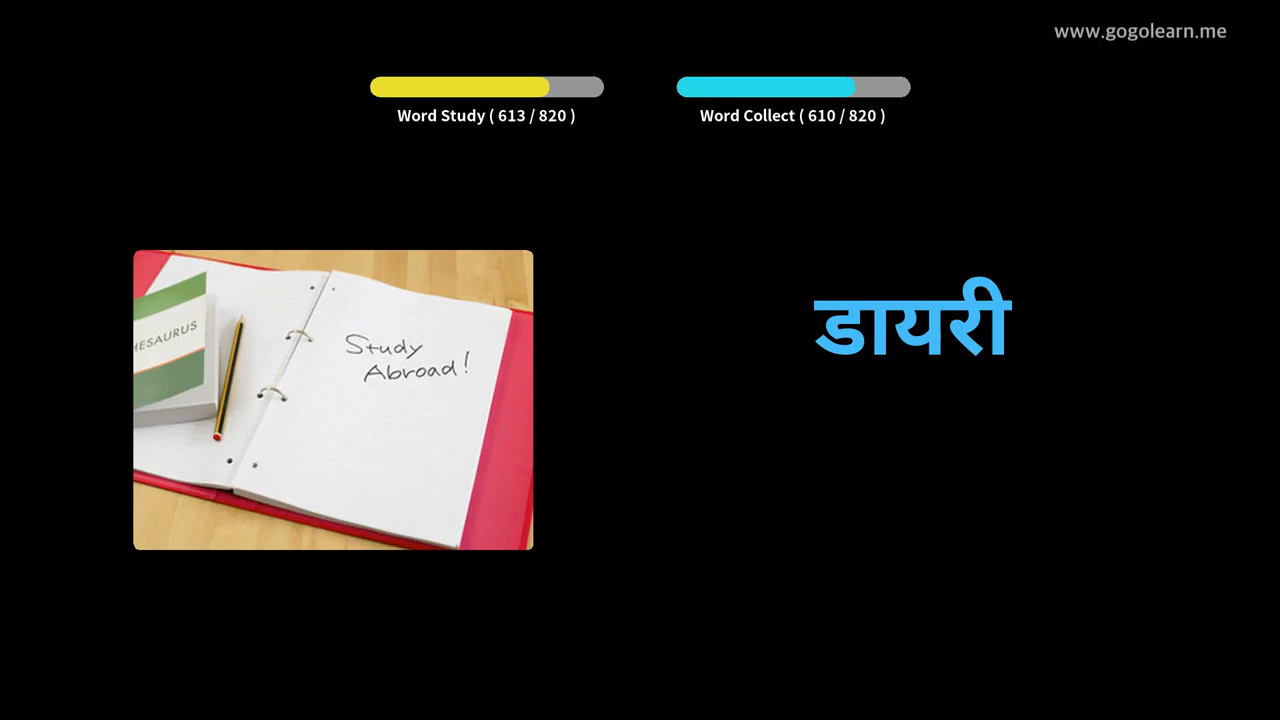 www.gogolearn.me
Word Study ( 613 / 820 )
Word Collect ( 610 / 820 )
HESAURUS
Study
Abroad!
डायरी